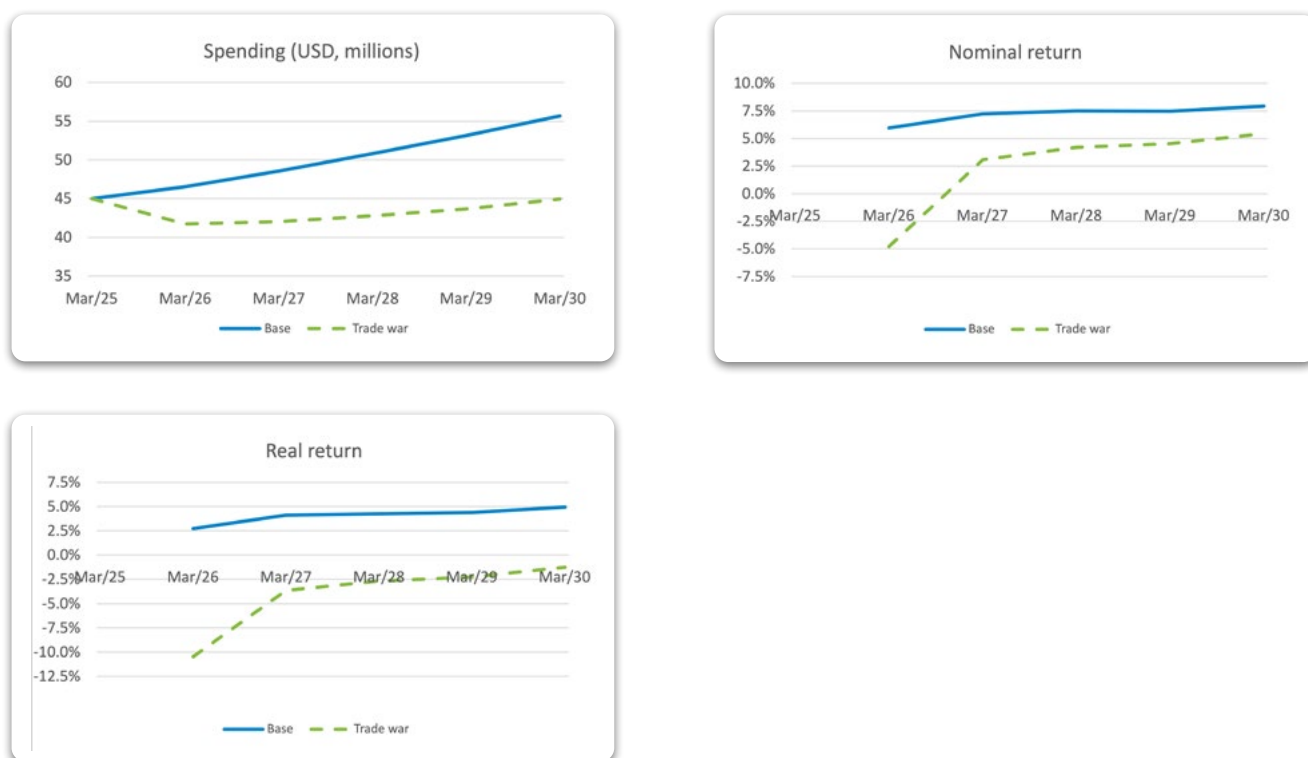 Spending (USD, millions)
60
55
50
45
40
35
Mar/25 Mar/26 Mar/27 Mar/28 Mar/29 Mar/30
Base Trade war
Nominal return
10.0%
7.5%
5.0%
2.5%
0.0%
Mar/25 Mar/26 Mar/27 Mar/28 Mar/29 Mar/30
-2.5%
-5.0%
-7.5%
Base Trade war
Real return
7.5%
5.0%
2.5%
0.0%
-2.5% Mar/25 Mar/26 Mar/27 Mar/28 Mar/29 Mar/30
-5.0%
-7.5%
-10.0%
-12.5%
Base Trade war